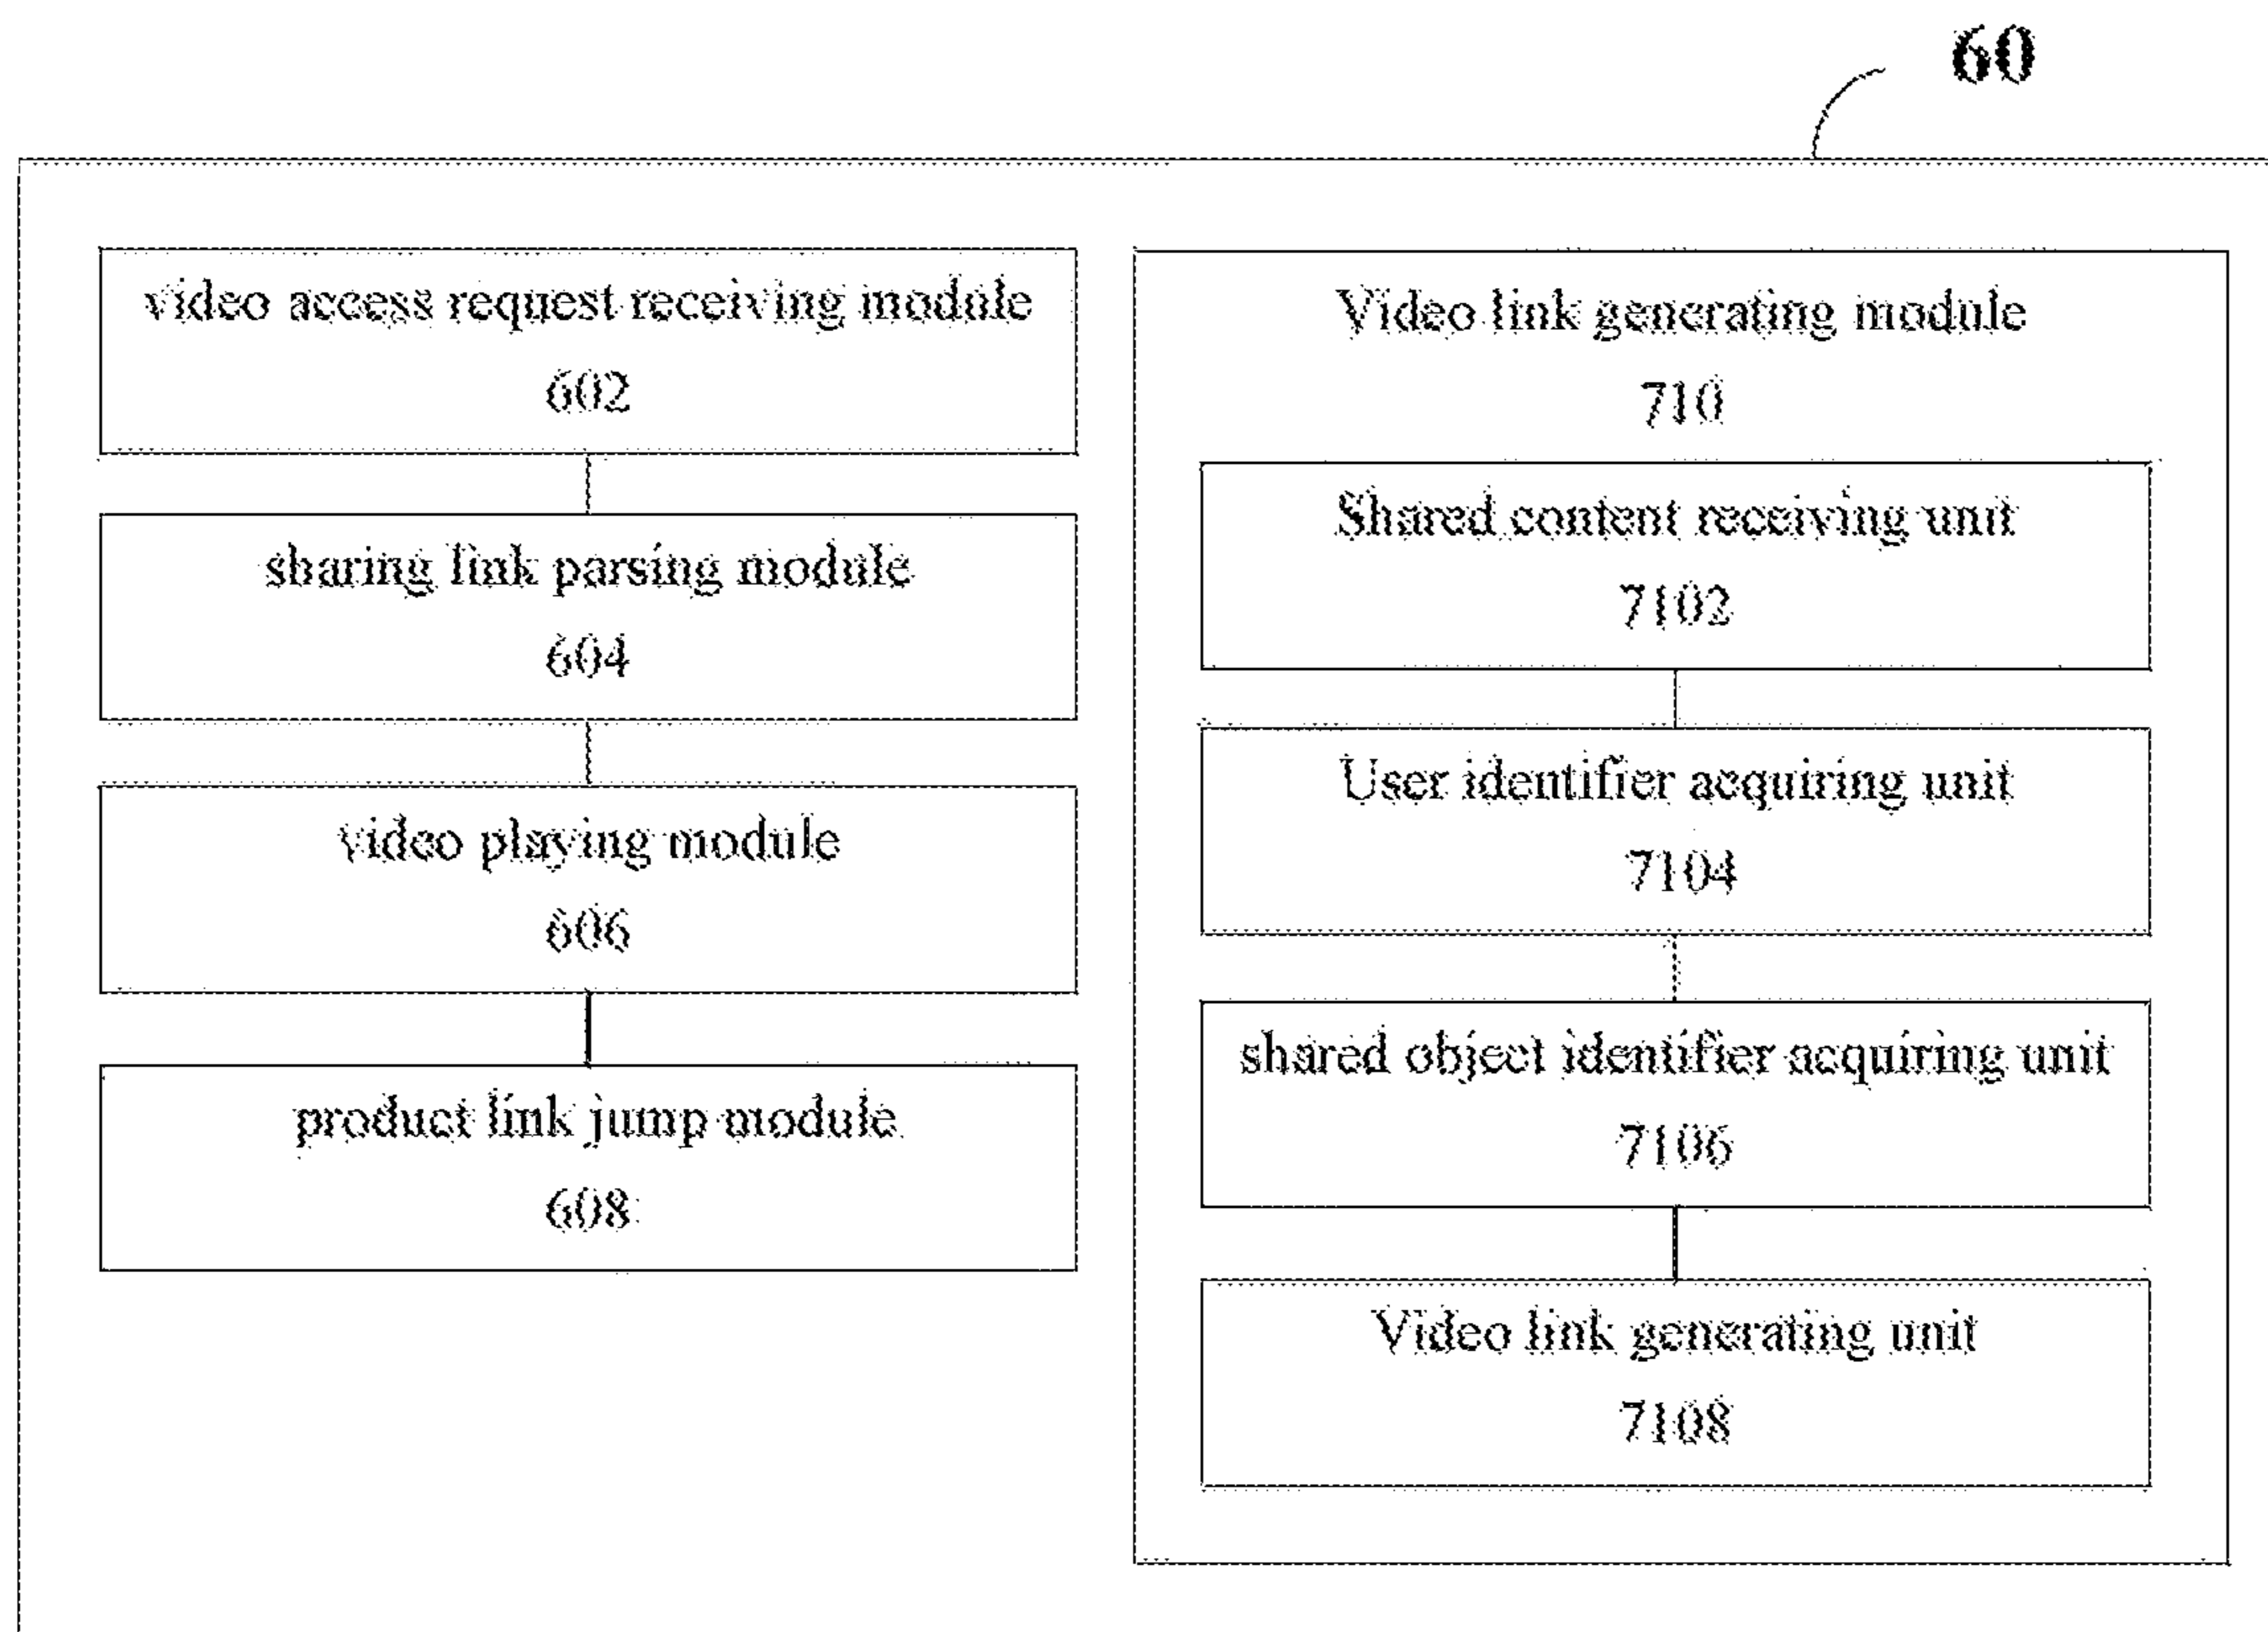 60
video access request receiving module
602
sharing link parsing module
604
video playing module
606
product link jump module
608
Video link generating module
710
Shared content receiving unit
7102
User identifier acquiring unit
7104
shared object identifier acquiring unit
7106
Video link generating unit
7108